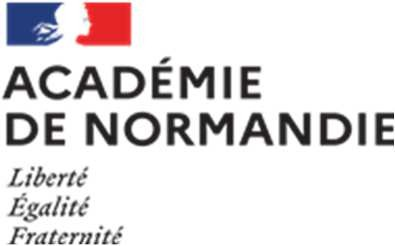 ACADÉMIE
DE NORMANDIE
Liberté
Égalité
Fraternité